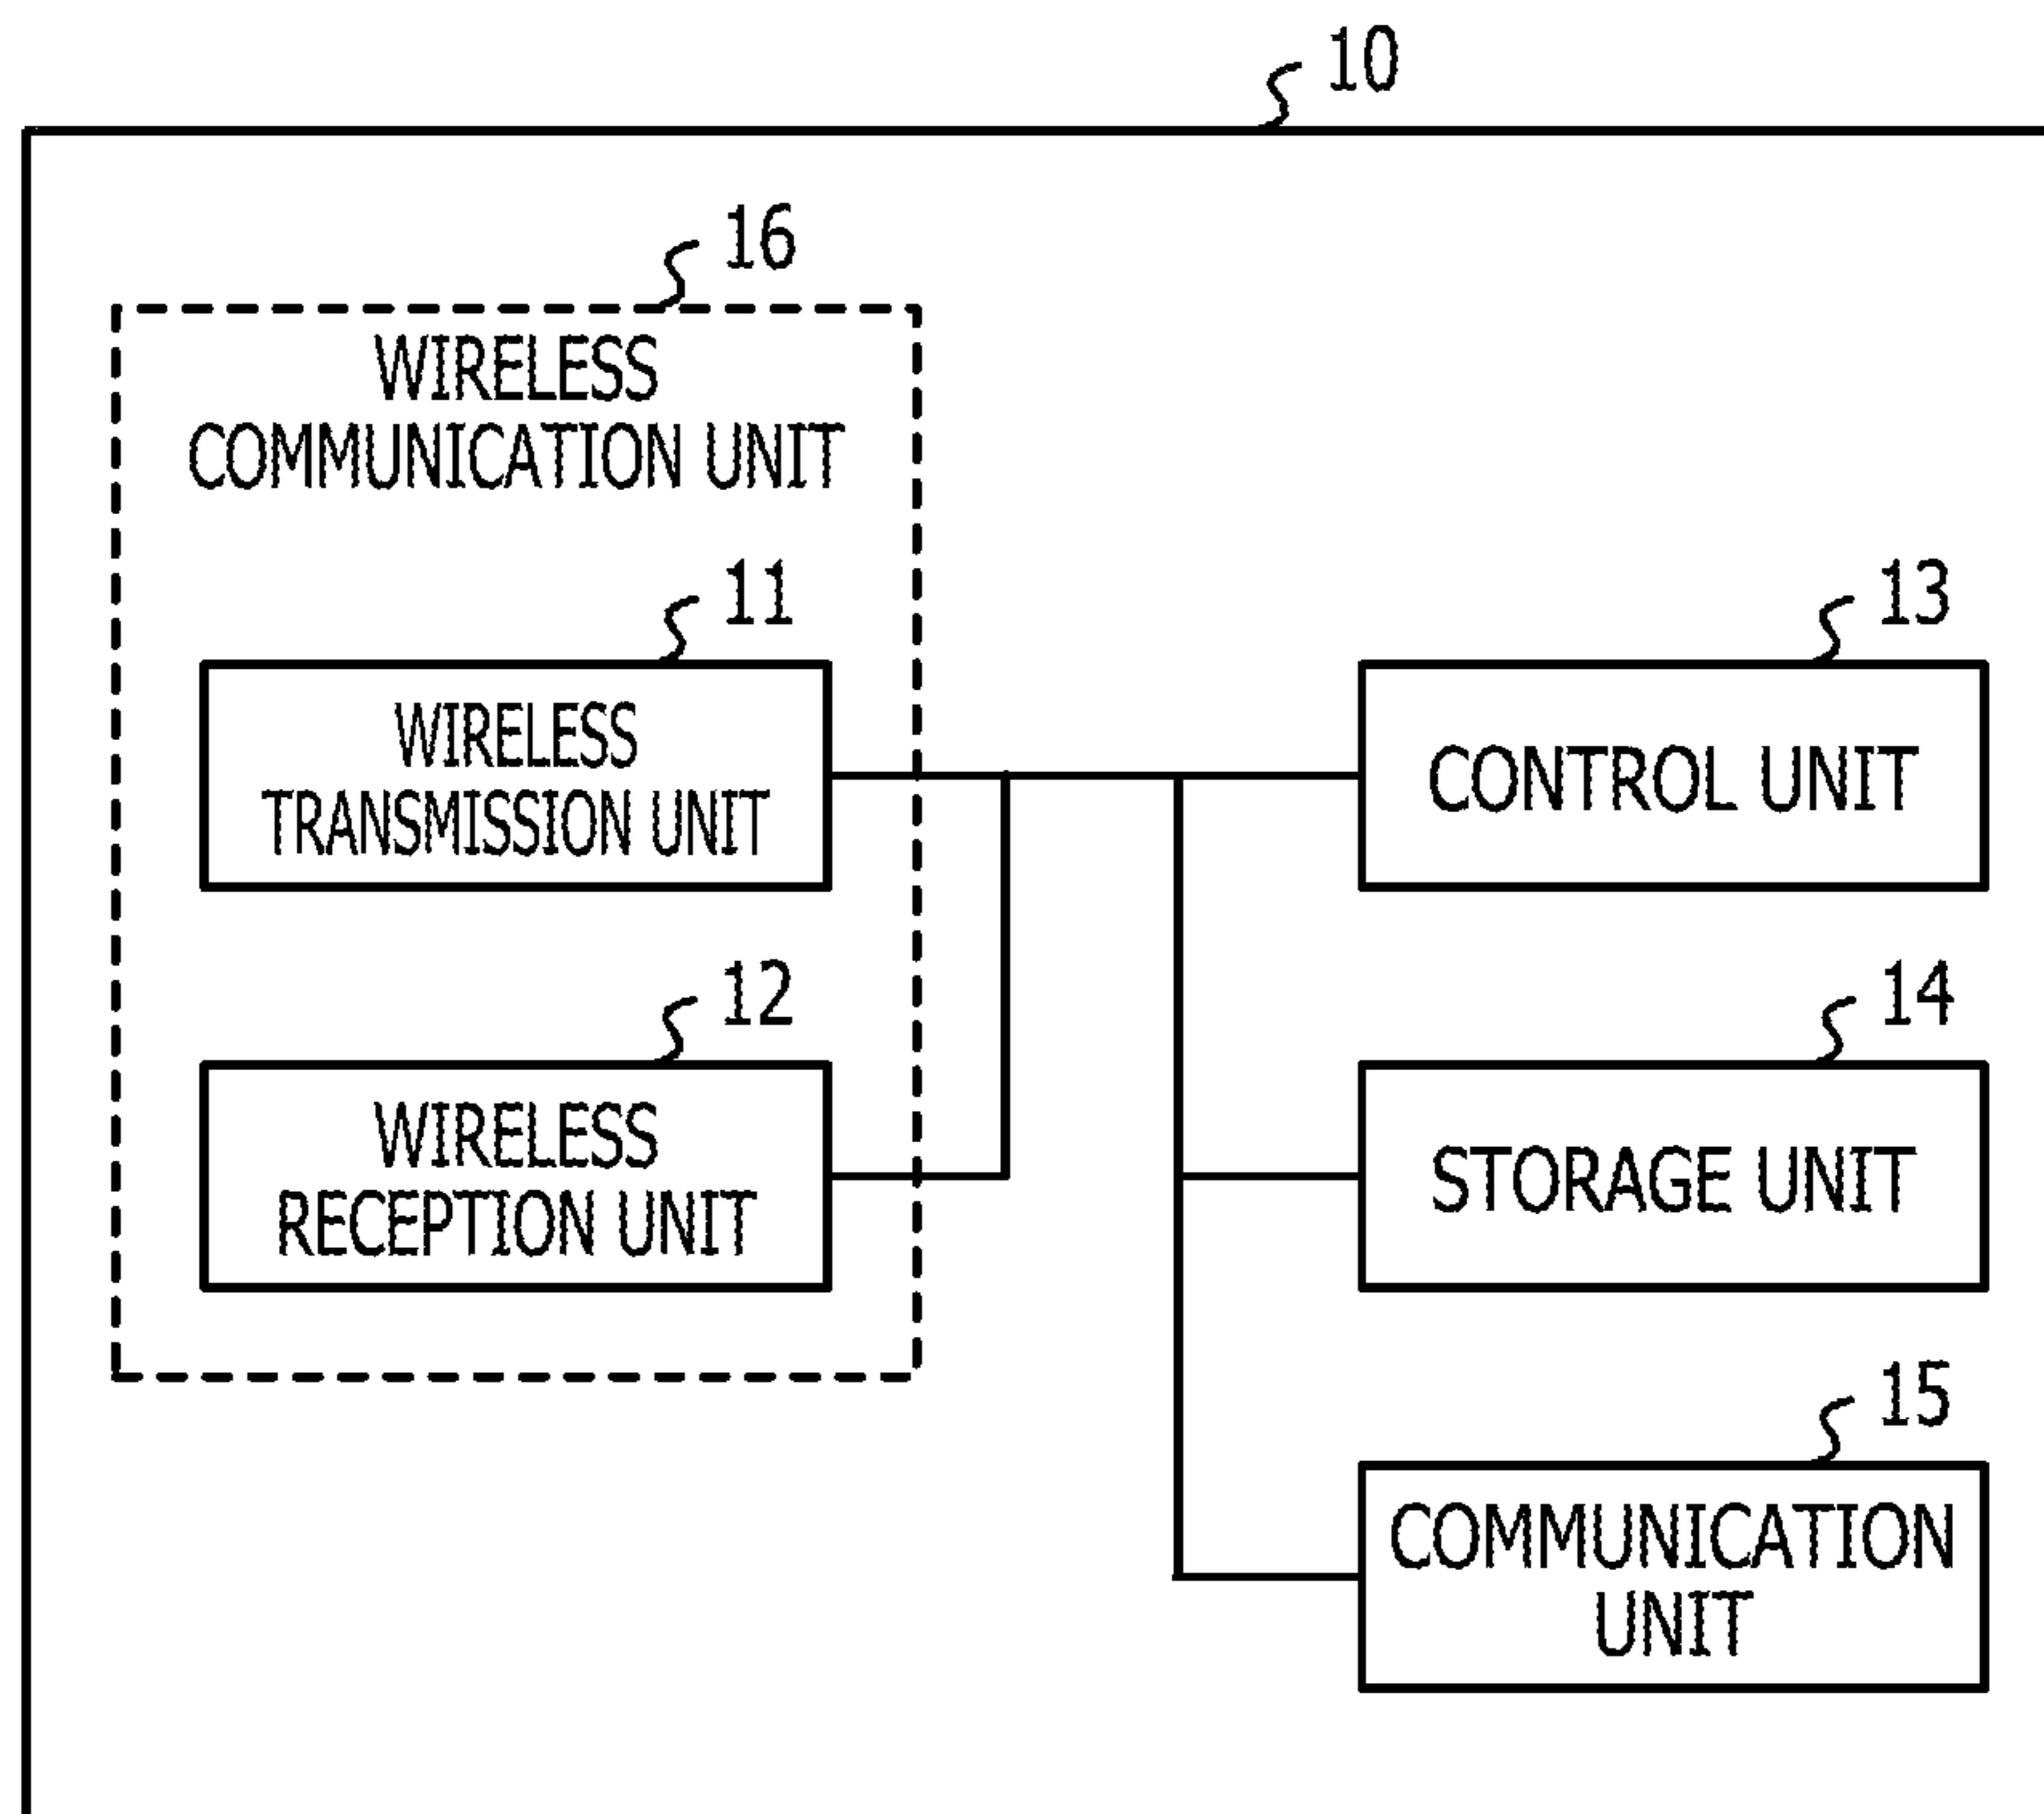 10
16
WIRELESS
COMMUNICATION UNIT
11
WIRELESS
TRANSMISSION UNIT
13
CONTROL UNIT
12
WIRELESS
RECEPTION UNIT
14
STORAGE UNIT
15
COMMUNICATION
UNIT